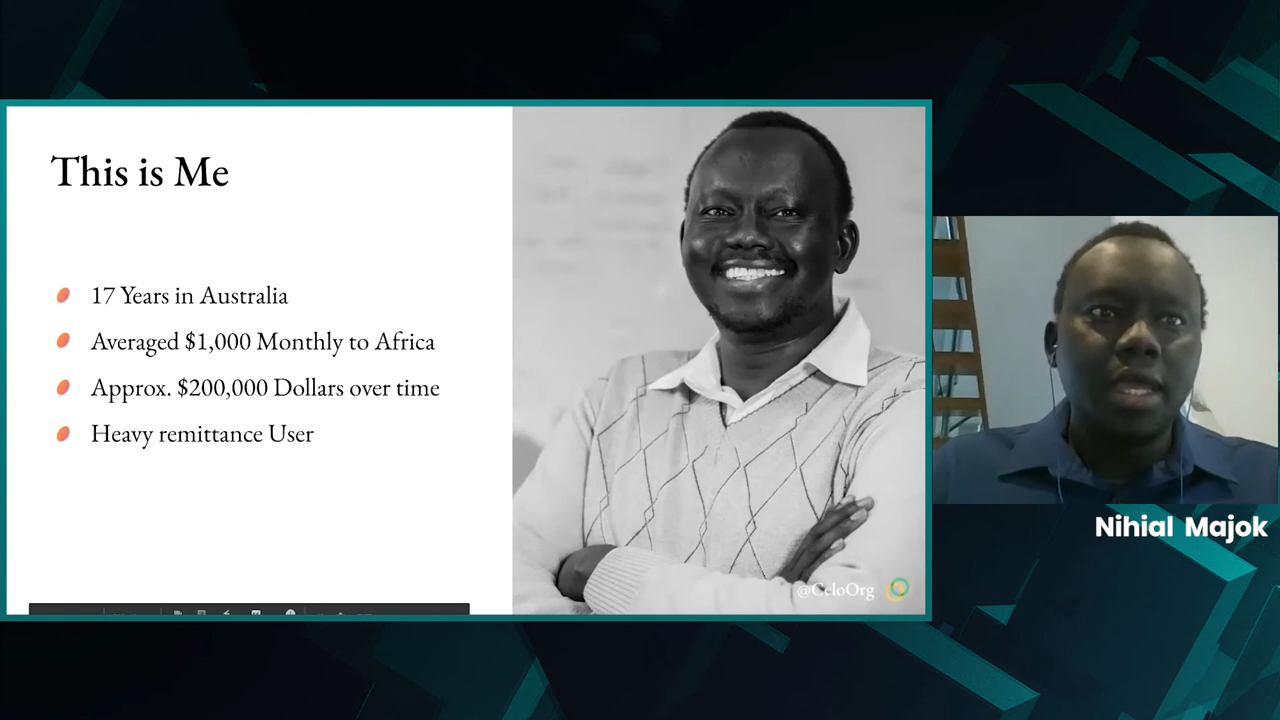 This is Me
17 Years in Australia
Averaged $1,000 Monthly to Africa
Approx. $200,000 Dollars over time
Heavy remittance User
@CeloOrg
Nihial Majok